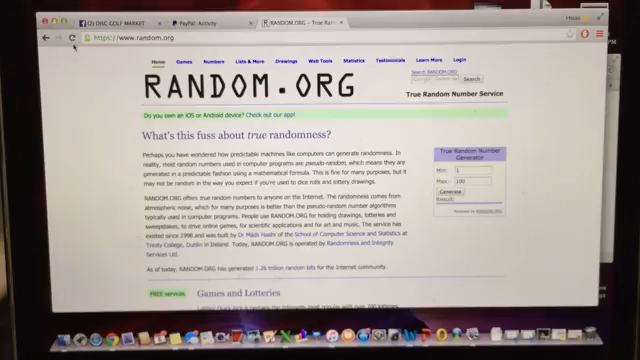 (2) DISC GOLF MARKET
PayPal: Activity
RANDOM.ORG - True Ran
https://www.random.org
Home Games Numbers Lists & More Drawings Web Tools Statistics Testimonials Learn More Login
RANDOM.ORG
Search RANDOM.ORG
Search
True Random Number Service
Do you own an iOS or Android device? Check out our app!
What's this fuss about true randomness?
Perhaps you have wondered how predictable machines like computers can generate randomness. In
reality, most random numbers used in computer programs are pseudo-random, which means they are
generated in a predictable fashion using a mathematical formula. This is fine for many purposes, but it
may not be random in the way you expect if you're used to dice rolls and lottery drawings.
RANDOM.ORG offers true random numbers to anyone on the Internet. The randomness comes from
atmospheric noise, which for many purposes is better than the pseudo-random number algorithms
typically used in computer programs. People use RANDOM.ORG for holding drawings, lotteries and
sweepstakes, to drive online games, for scientific applications and for art and music. The service has
existed since 1998 and was built by Dr Mads Haahr of the School of Computer Science and Statistics at
Trinity College, Dublin in Ireland. Today, RANDOM.ORG is operated by Randomness and Integrity
Services Ltd.
As of today, RANDOM.ORG has generated 1.26 trillion random bits for the Internet community.
True Random Number
Generator
Min: 1
Max: 100
Generate
Result:
Powered by RANDOM.ORG
FREE services
Games and Lotteries